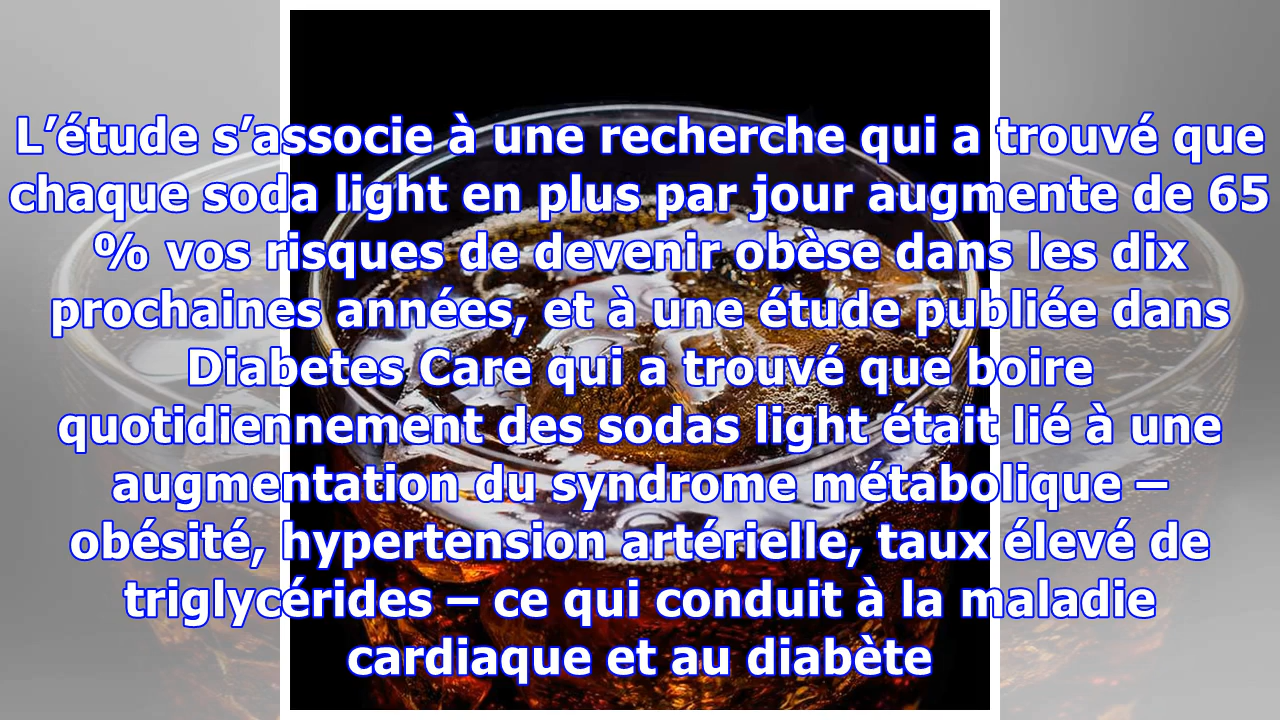 L’étude s’associe à une recherche qui a trouvé que
chaque soda light en plus par jour augmente de 65
% vos risques de devenir obèse dans les dix
prochaines années, et à une étude publiée dans
Diabetes Care qui a trouvé que boire
quotidiennement des sodas light était lié à une
augmentation du syndrome métabolique –
obésité, hypertension artérielle, taux élevé de
triglycérides – ce qui conduit à la maladie
cardiaque et au diabète